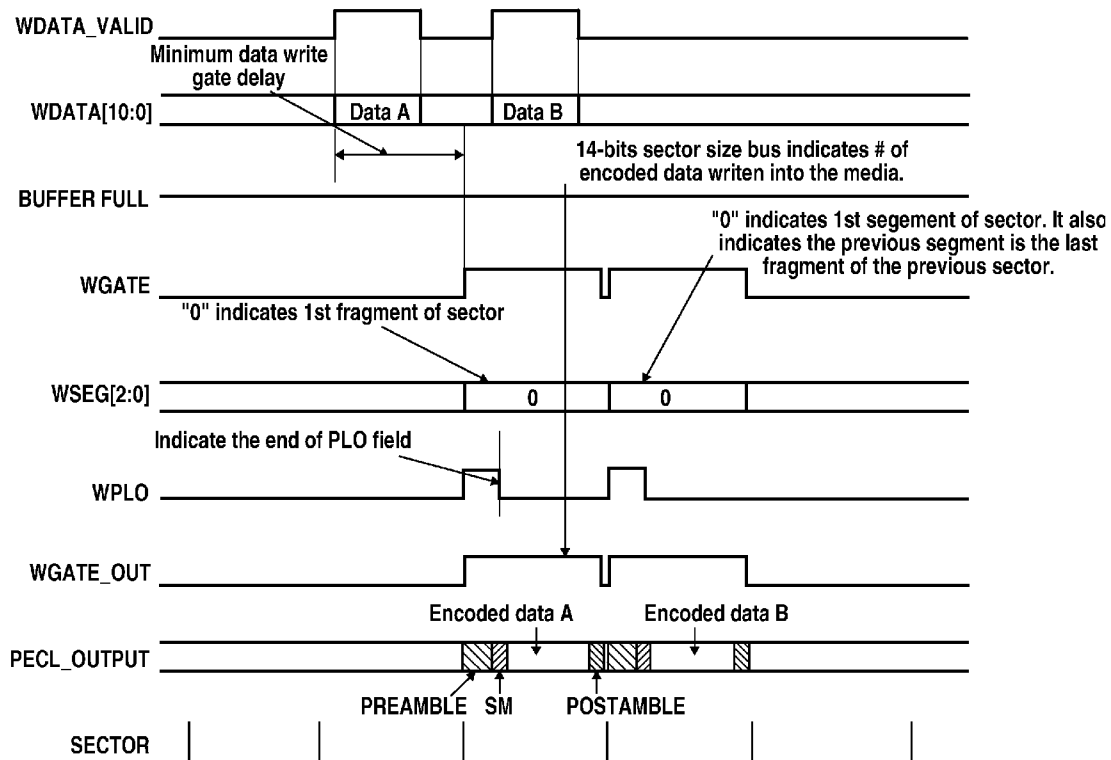 WDATA_VALID
Minimum data write
gate delay
WDATA[10:0]
Data A
Data B
14-bits sector size bus indicates # of
encoded data writen into the media.
BUFFER FULL
"0" indicates 1st segement of sector. It also
indicates the previous segment is the last
fragment of the previous sector.
WGATE
"0" indicates 1st fragment of sector
WSEG[2:0]
0
0
Indicate the end of PLO field
WPLO
WGATE_OUT
Encoded data A
Encoded data B
PECL_OUTPUT
PREAMBLE
SM
POSTAMBLE
SECTOR